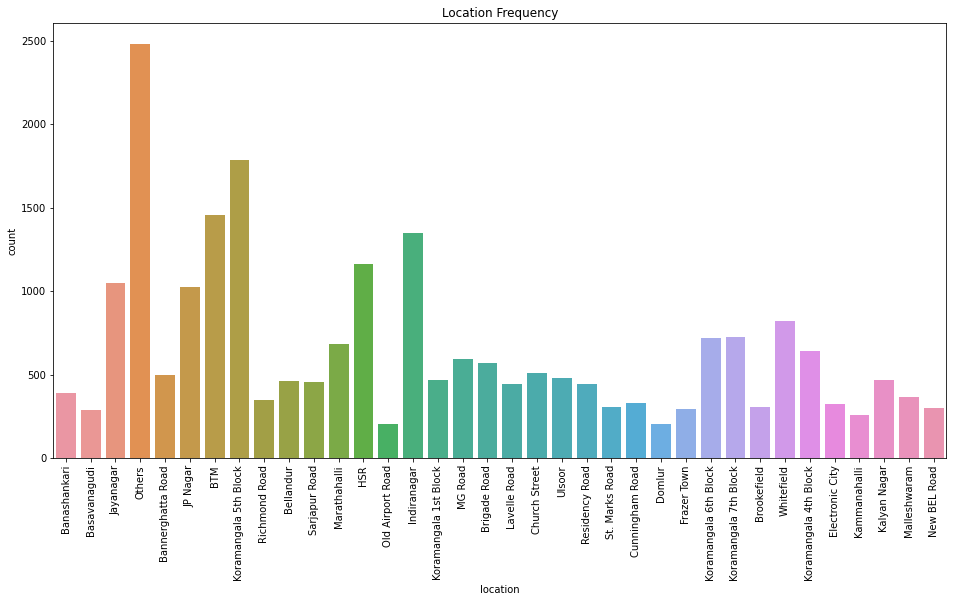 Location Frequency
count
2500
2000
1500
1000
500
0
Banashankari
Basavanagudi
Jayanagar
Others
Bannerghatta Road
JP Nagar
BTM
Koramangala 5th Block
Richmond Road
Bellandur
Sarjapur Road
Marathahalli
HSR
Old Airport Road
Indiranagar
Koramangala 1st Block
MG Road
Brigade Road
Lavelle Road
Church Street
Ulsoor
Residency Road
St. Marks Road
Cunningham Road
Domlur
Frazer Town
Koramangala 6th Block
Koramangala 7th Block
Brookefield
Whitefield
Koramangala 4th Block
Electronic City
Kammanahalli
Kalyan Nagar
Malleshwaram
New BEL Road
location